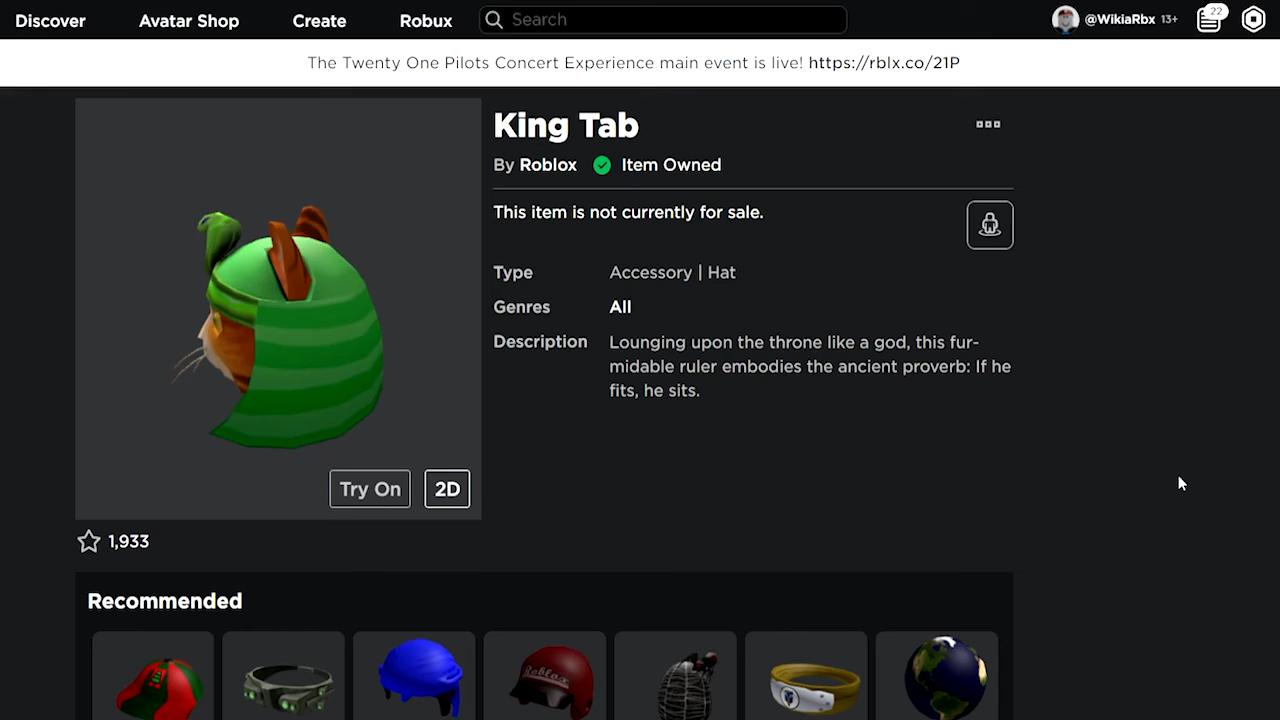 Discover Avatar Shop Create Robux Search @WikiaRbx 13+ 22
The Twenty One Pilots Concert Experience main event is live! https://rblx.co/21P
King Tab
By Roblox Item Owned
This item is not currently for sale.
Type Accessory | Hat
Genres All
Description Lounging upon the throne like a god, this fur-
midable ruler embodies the ancient proverb: If he
fits, he sits.
Try On 2D
1,933
Recommended
Roblox